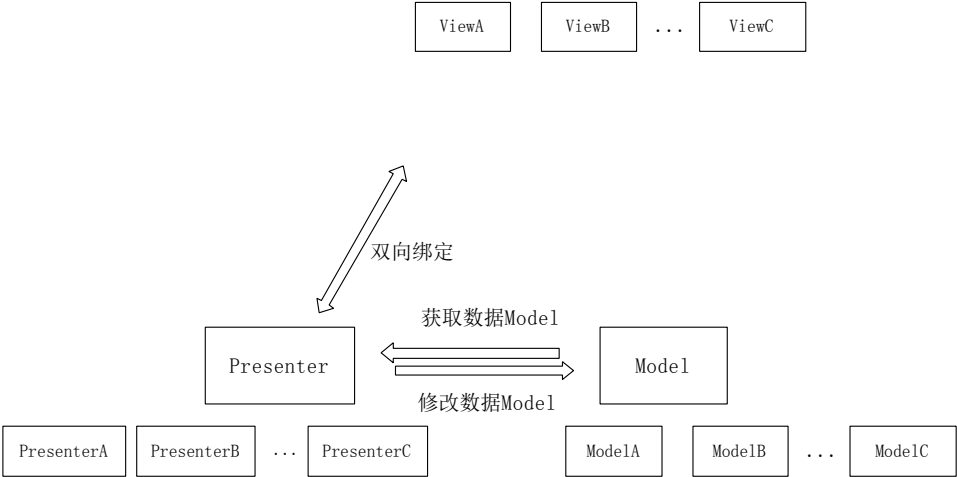 ViewA ViewB ... ViewC
双向绑定
获取数据Model
Presenter Model
修改数据Model
PresenterA PresenterB ... PresenterC ModelA ModelB ... ModelC